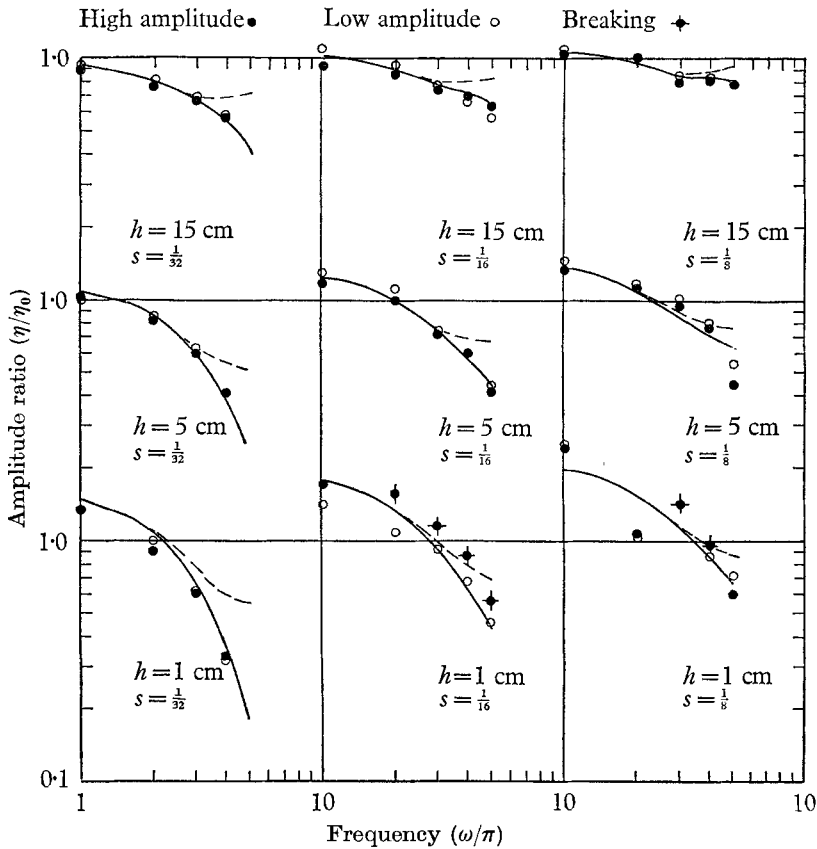 High amplitude Low amplitude Breaking
1·0
h = 15 cm h = 15 cm h = 15 cm
s = 1/32 s = 1/16 s = 1/8
1·0
h = 5 cm h = 5 cm h = 5 cm
s = 1/32 s = 1/16 s = 1/8
1·0
h = 1 cm h = 1 cm h = 1 cm
s = 1/32 s = 1/16 s = 1/8
0·1
1 10 10 10
Amplitude ratio (η/η₀)
Frequency (ω/π)